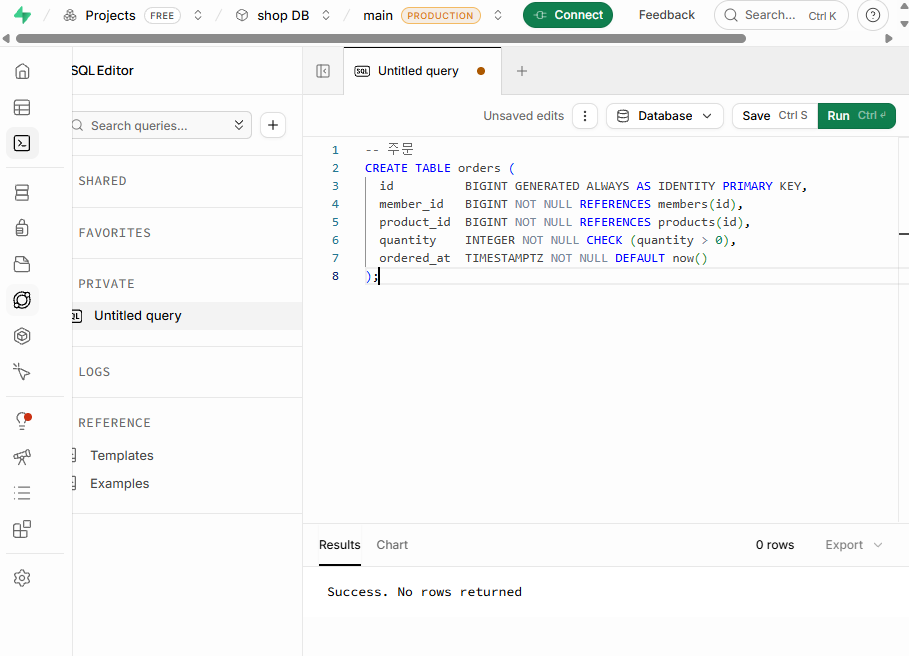 Projects FREE shop DB main PRODUCTION Connect Feedback Search... Ctrl K
SQL Editor
SQL Untitled query
Search queries...
Unsaved edits Database Save Ctrl S Run Ctrl ↵
SHARED
FAVORITES
PRIVATE
Untitled query
LOGS
REFERENCE
Templates
Examples
1 -- 주문
2 CREATE TABLE orders (
3 id BIGINT GENERATED ALWAYS AS IDENTITY PRIMARY KEY,
4 member_id BIGINT NOT NULL REFERENCES members(id),
5 product_id BIGINT NOT NULL REFERENCES products(id),
6 quantity INTEGER NOT NULL CHECK (quantity > 0),
7 ordered_at TIMESTAMPTZ NOT NULL DEFAULT now()
8 );
Results Chart 0 rows Export
Success. No rows returned